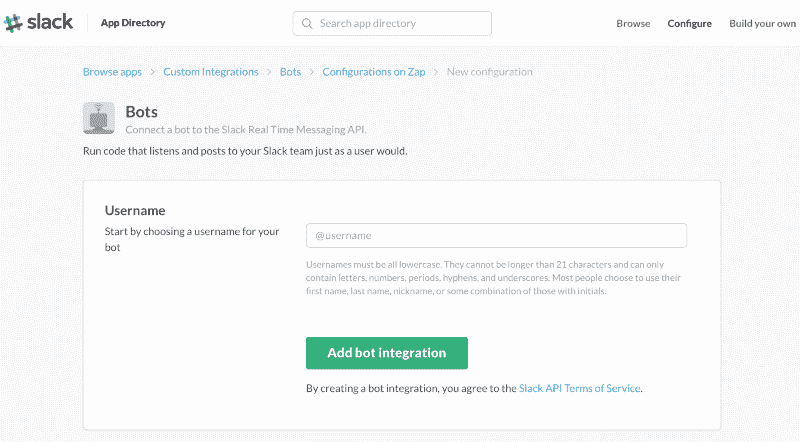 slack App Directory Search app directory Browse Configure Build your own
Browse apps > Custom Integrations > Bots > Configurations on Zap > New configuration
Bots
Connect a bot to the Slack Real Time Messaging API.
Run code that listens and posts to your Slack team just as a user would.
Username
Start by choosing a username for your
bot
@username
Usernames must be all lowercase. They cannot be longer than 21 characters and can only
contain letters, numbers, periods, hyphens, and underscores. Most people choose to use their
first name, last name, nickname, or some combination of those with initials.
Add bot integration
By creating a bot integration, you agree to the Slack API Terms of Service.